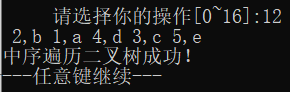 请选择你的操作[0~16]:12
2,b 1,a 4,d 3,c 5,e
中序遍历二叉树成功!
---任意键继续---